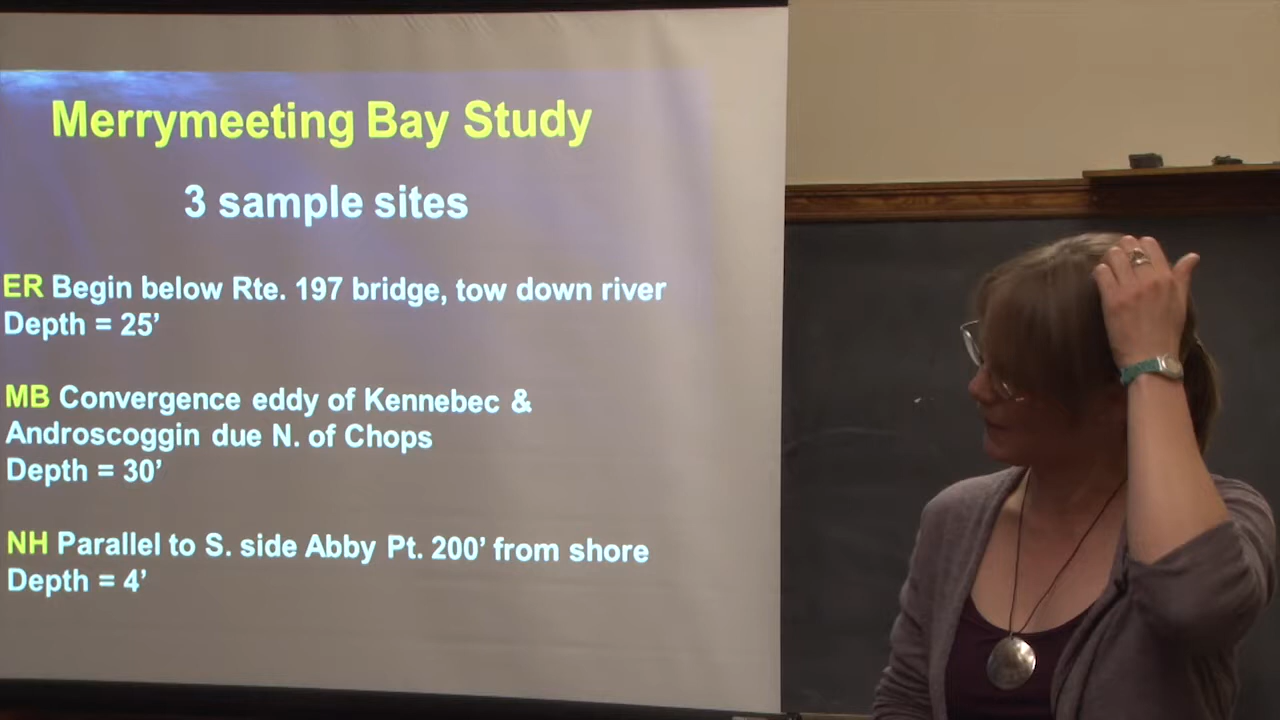 Merrymeeting Bay Study
3 sample sites
ER Begin below Rte. 197 bridge, tow down river
Depth = 25’
MB Convergence eddy of Kennebec &
Androscoggin due N. of Chops
Depth = 30’
NH Parallel to S. side Abby Pt. 200’ from shore
Depth = 4’